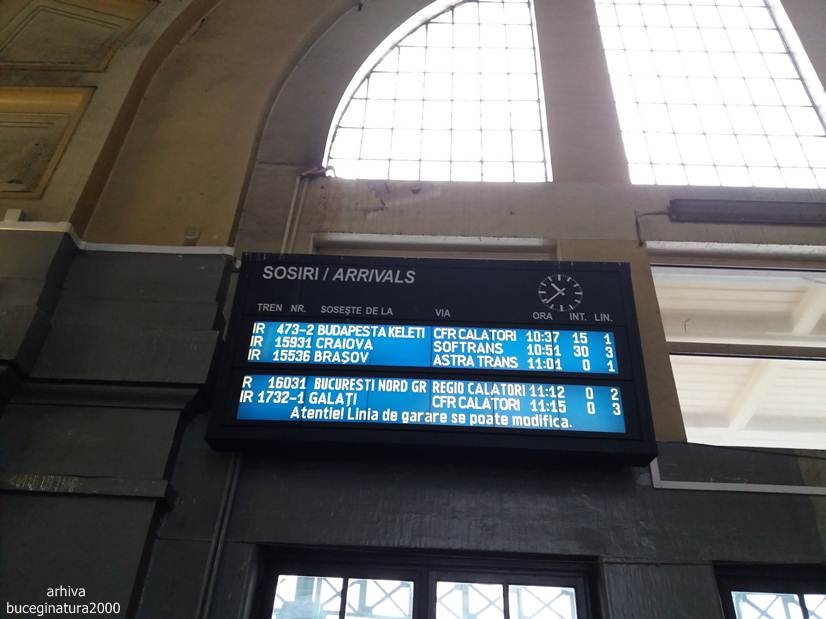 SOSIRI / ARRIVALS
TREN NR. SOSEȘTE DE LA VIA ORA INT. LIN.
IR 473-2 BUDAPESTA KELETI CFR CALATORI 10:37 15 1
IR 15931 CRAIOVA SOFTRANS 10:51 30 3
IR 15536 BRAȘOV ASTRA TRANS 11:01 0 1
R 16031 BUCURESTI NORD GR REGIO CALATORI 11:12 0 2
IR 1732-1 GALAȚI CFR CALATORI 11:15 0 3
Atentie! Linia de garare se poate modifica.
arhiva
buceginatura2000